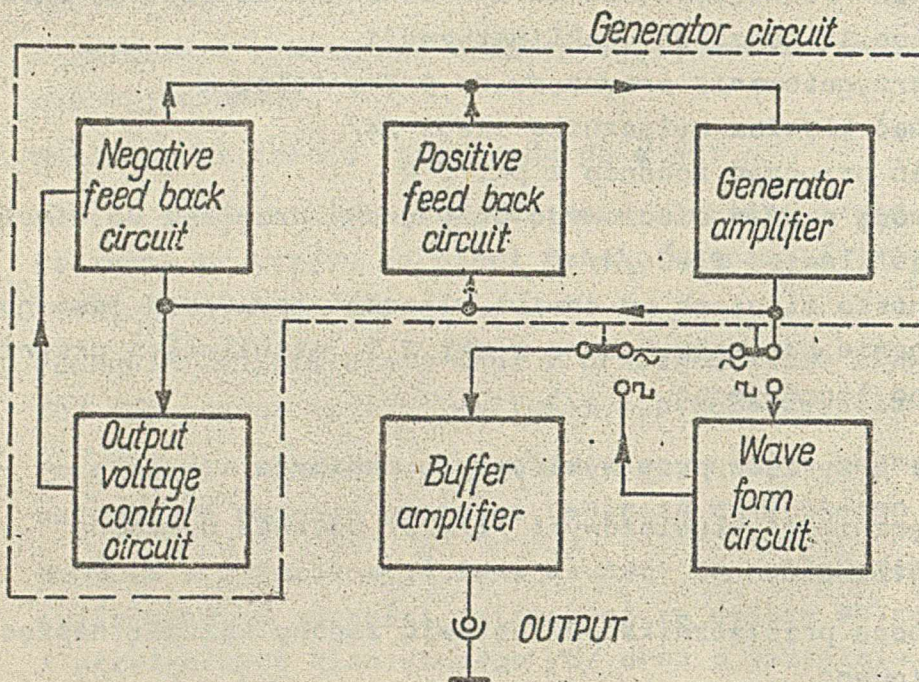 Generator circuit
Negative
feed back
circuit
Positive
feed back
circuit
Generator
amplifier
Output
voltage
control
circuit
Buffer
amplifier
Wave
form
circuit
OUTPUT